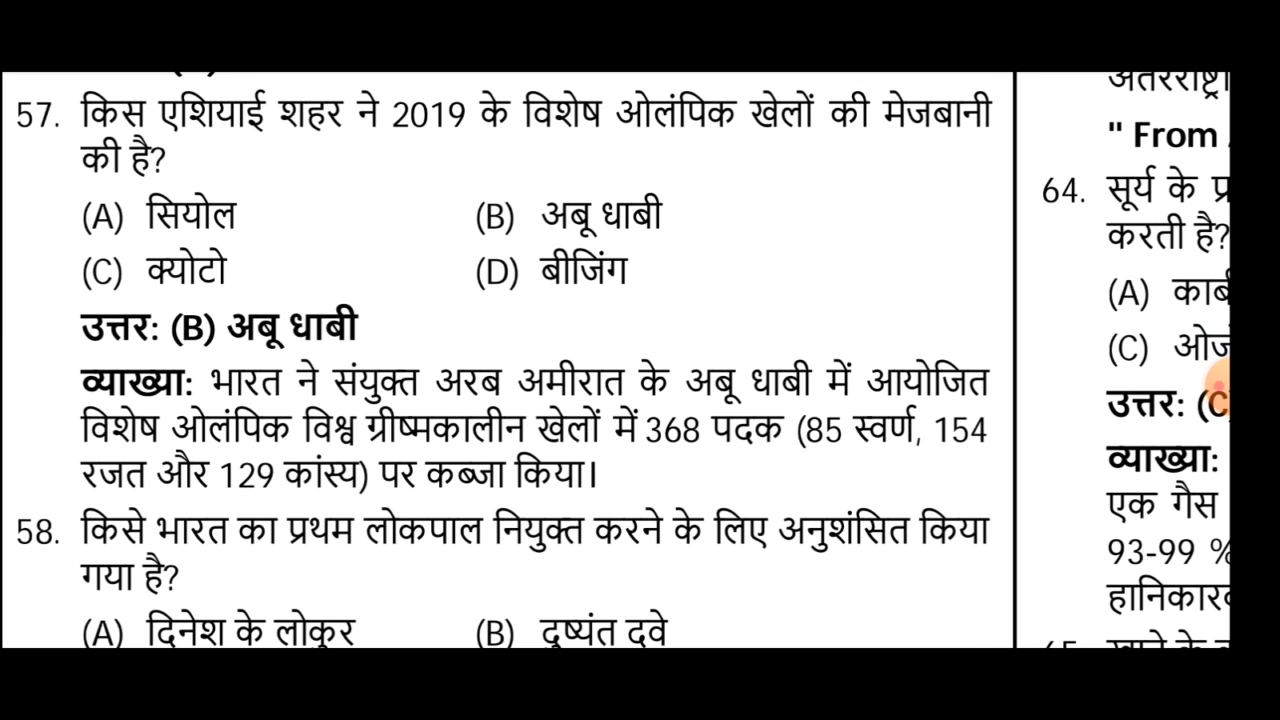 57. किस एशियाई शहर ने 2019 के विशेष ओलंपिक खेलों की मेजबानी
की है?
(A) सियोल (B) अबू धाबी
(C) क्योटो (D) बीजिंग
उत्तर: (B) अबू धाबी
व्याख्या: भारत ने संयुक्त अरब अमीरात के अबू धाबी में आयोजित
विशेष ओलंपिक विश्व ग्रीष्मकालीन खेलों में 368 पदक (85 स्वर्ण, 154
रजत और 129 कांस्य) पर कब्जा किया।
58. किसे भारत का प्रथम लोकपाल नियुक्त करने के लिए अनुशंसित किया
गया है?
(A) दिनेश के लोकुर (B) दुष्यंत दवे
" From
64. सूर्य के
करती है?
(A)
(C)
उत्तर: (C
व्याख्या:
एक गैस
93-99 %